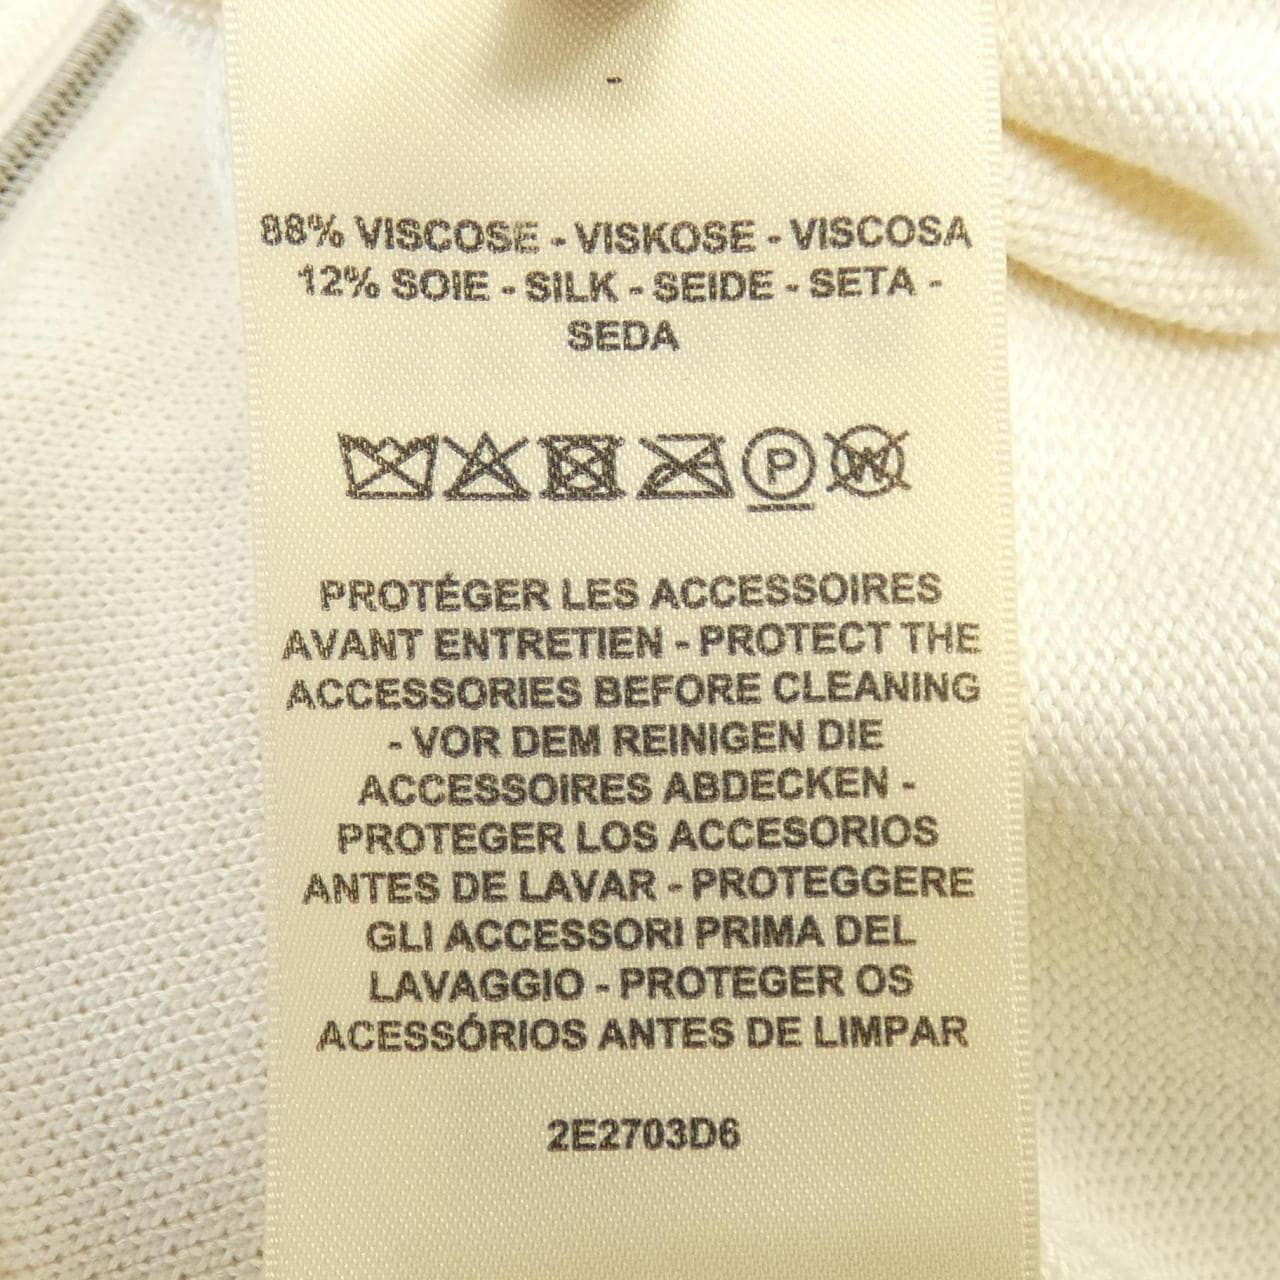 88% VISCOSE - VISKOSE - VISCOSA
12% SOIE - SILK - SEIDE - SETA -
SEDA
P W
PROTÉGER LES ACCESSOIRES
AVANT ENTRETIEN - PROTECT THE
ACCESSORIES BEFORE CLEANING
- VOR DEM REINIGEN DIE
ACCESSOIRES ABDECKEN -
PROTEGER LOS ACCESORIOS
ANTES DE LAVAR - PROTEGGERE
GLI ACCESSORI PRIMA DEL
LAVAGGIO - PROTEGER OS
ACESSÓRIOS ANTES DE LIMPAR
2E2703D6